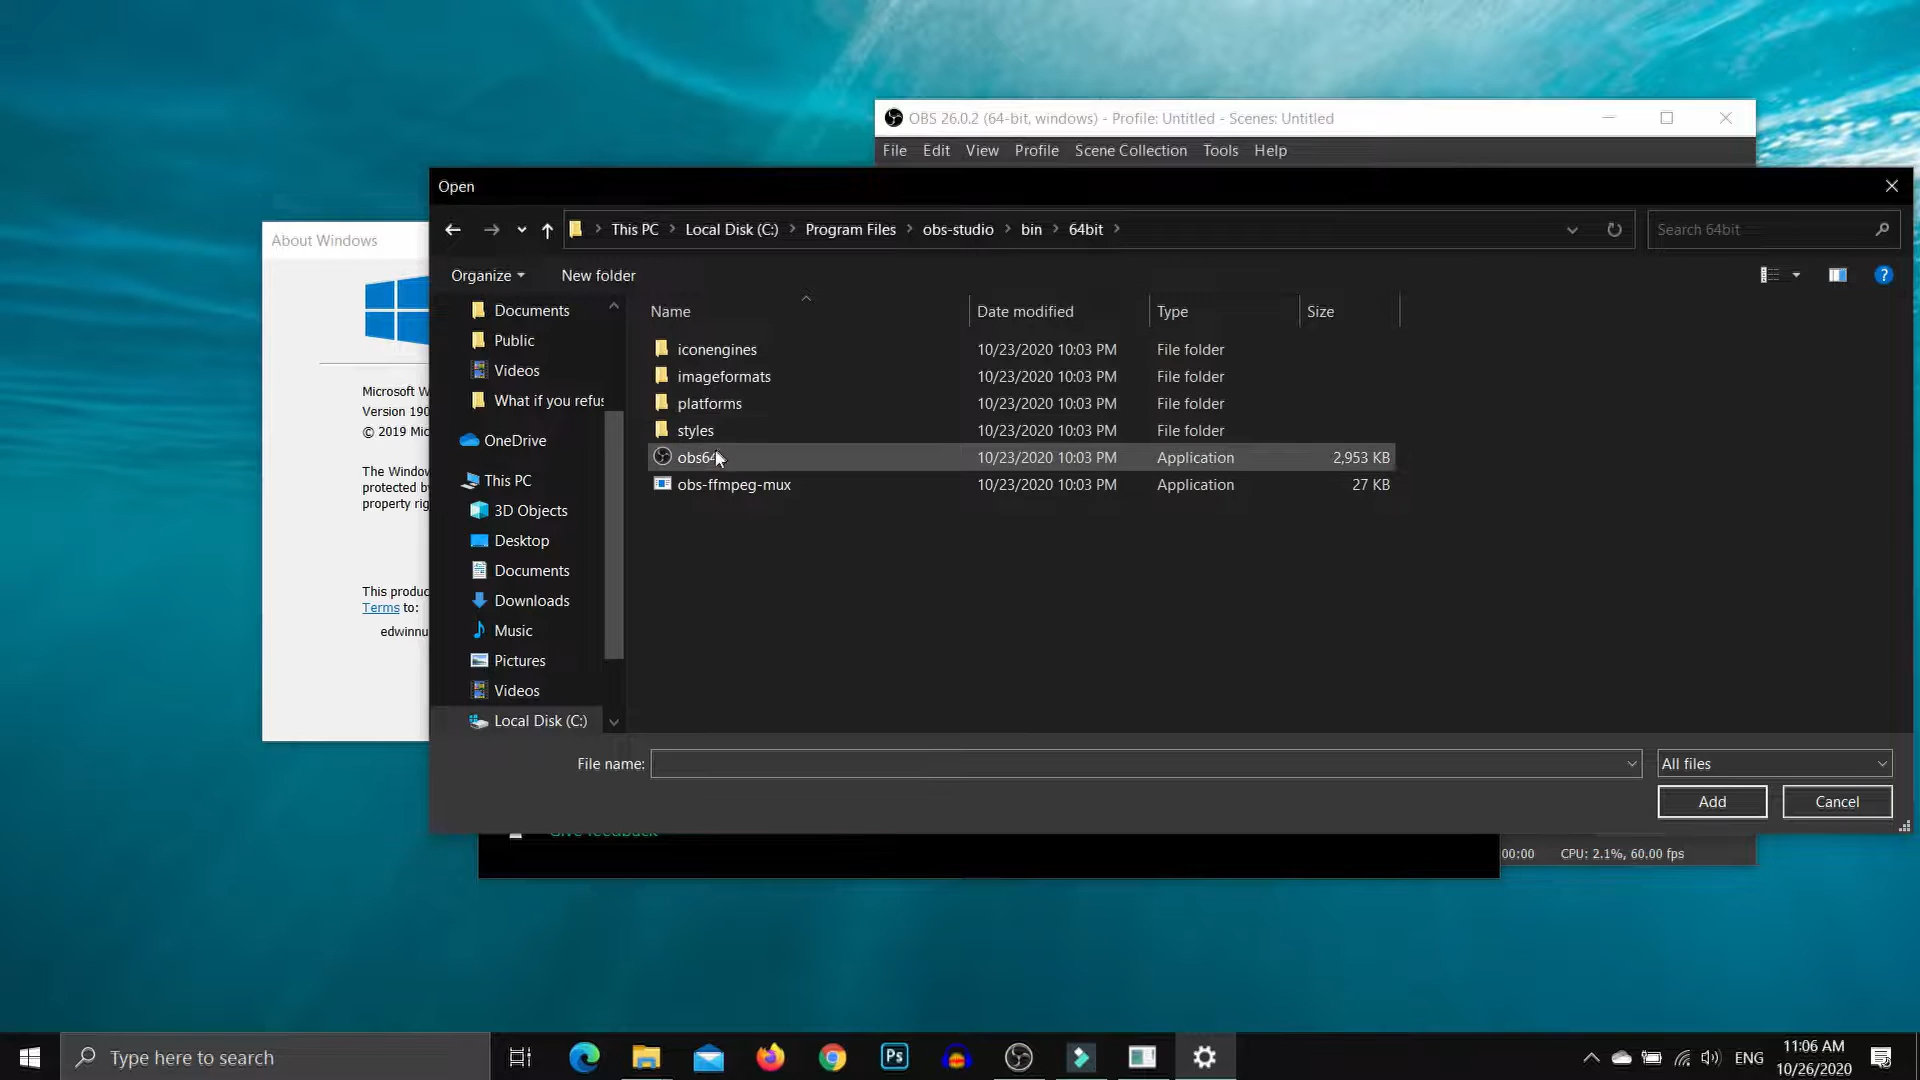 OBS 26.0.2 (64-bit, windows) - Profile: Untitled - Scenes: Untitled
File Edit View Profile Scene Collection Tools Help
Open
This PC Local Disk (C:) Program Files obs-studio bin 64bit
Search 64bit
About Windows
Organize New folder
Name Date modified Type Size
Documents
Public
Videos
What if you refus
OneDrive
This PC
3D Objects
Desktop
Documents
Downloads
Music
Pictures
Videos
Local Disk (C:)
iconengines 10/23/2020 10:03 PM File folder
imageformats 10/23/2020 10:03 PM File folder
platforms 10/23/2020 10:03 PM File folder
styles 10/23/2020 10:03 PM File folder
obs64 10/23/2020 10:03 PM Application 2,953 KB
obs-ffmpeg-mux 10/23/2020 10:03 PM Application 27 KB
Microsoft W
Version 190
© 2019 Mic
The Window
protected by
property rig
This produc
Terms to:
edwinnu
File name:
All files
Add Cancel
00:00 CPU: 2.1%, 60.00 fps
Type here to search
Ps
ENG
11:06 AM
10/26/2020